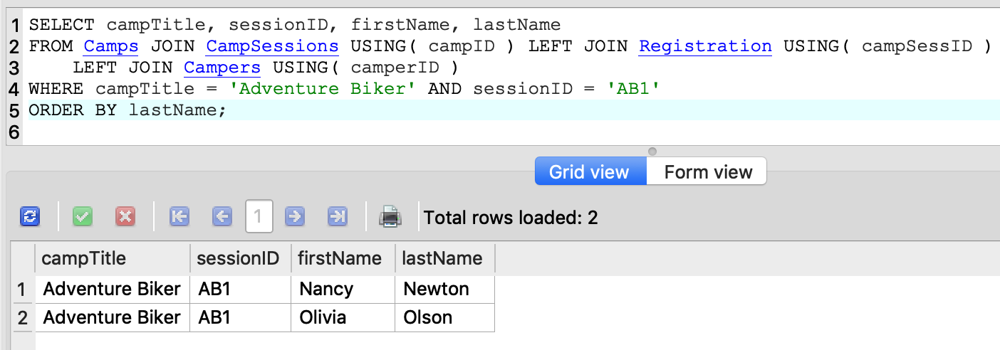 1 SELECT campTitle, sessionID, firstName, lastName
2 FROM Camps JOIN CampSessions USING( campID ) LEFT JOIN Registration USING( campSessID )
3 LEFT JOIN Campers USING( camperID )
4 WHERE campTitle = 'Adventure Biker' AND sessionID = 'AB1'
5 ORDER BY lastName;
6
Grid view Form view
1 Total rows loaded: 2
campTitle sessionID firstName lastName
1 Adventure Biker AB1 Nancy Newton
2 Adventure Biker AB1 Olivia Olson